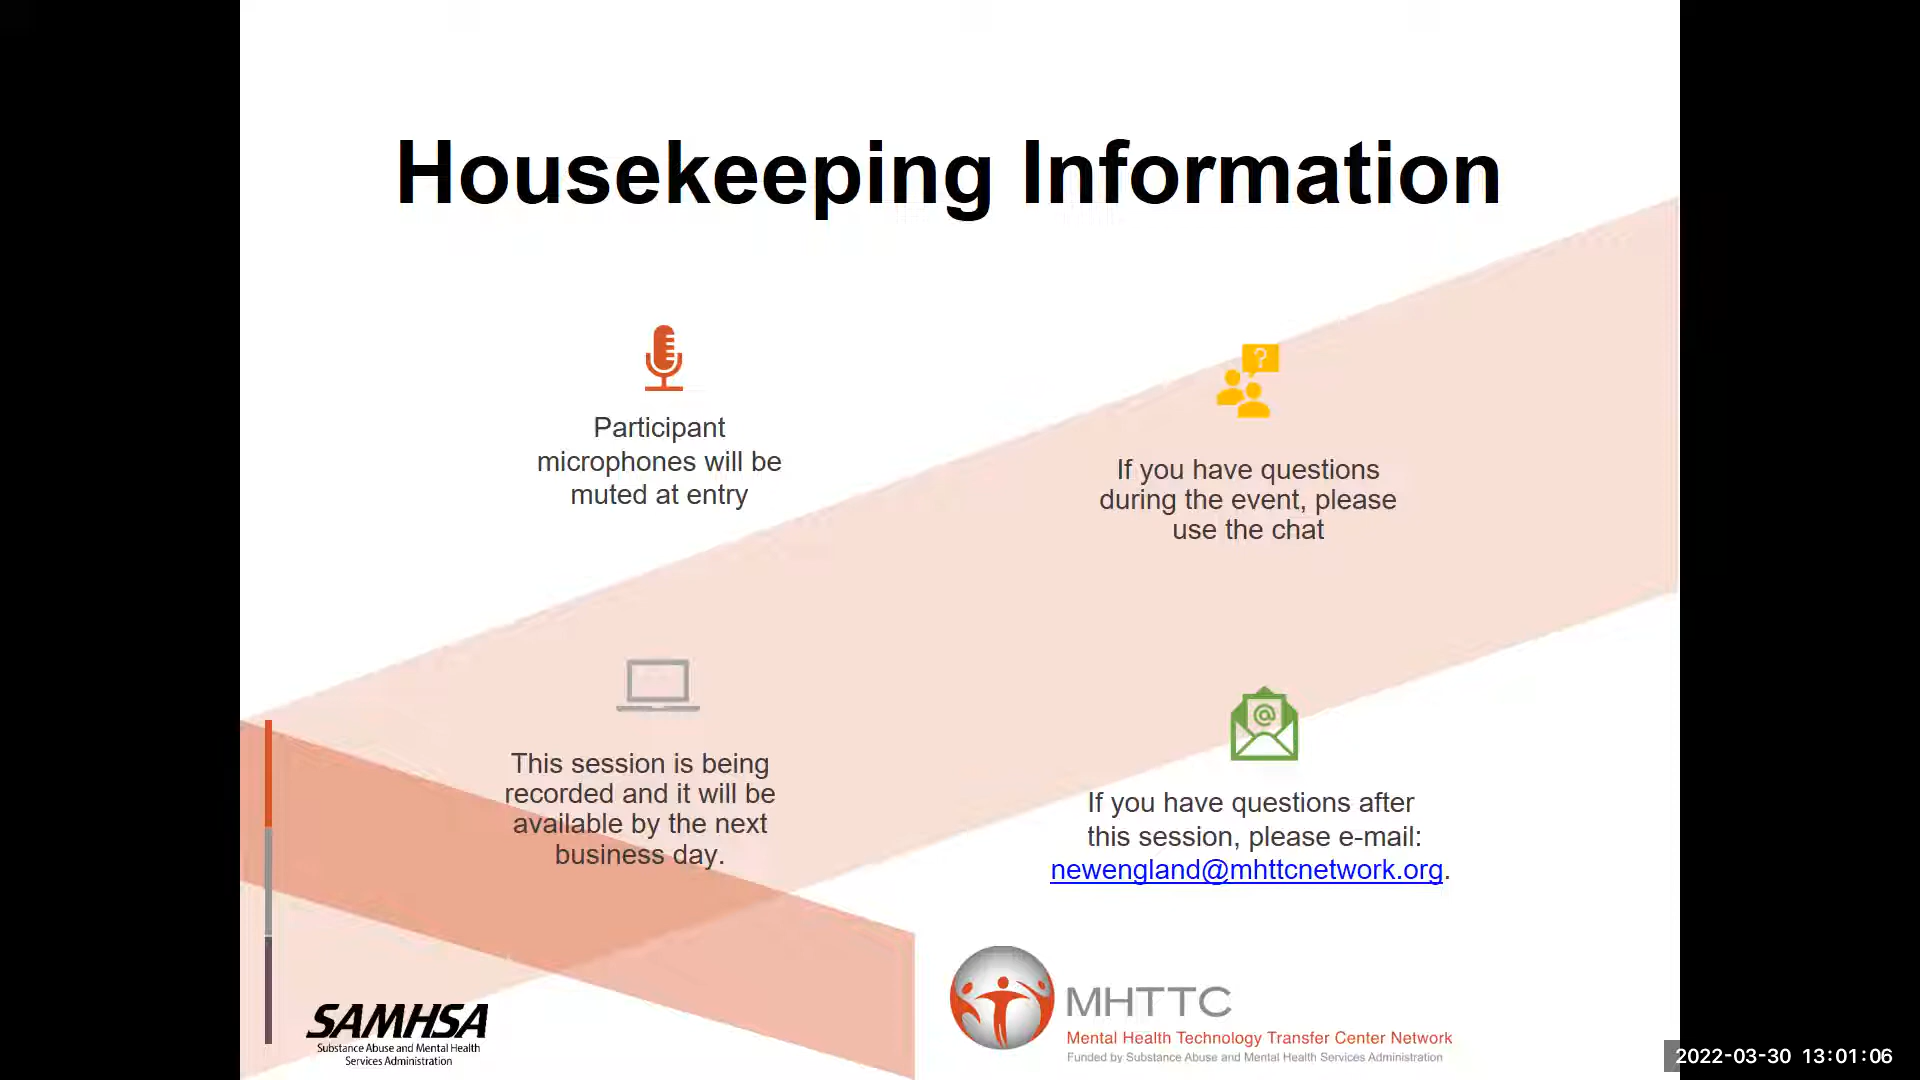 Housekeeping Information
Participant
microphones will be
muted at entry
?
If you have questions
during the event, please
use the chat
This session is being
recorded and it will be
available by the next
business day.
@
If you have questions after
this session, please e-mail:
newengland@mhttcnetwork.org.
SAMHSA
Substance Abuse and Mental Health
Services Administration
MHTTC
Mental Health Technology Transfer Center Network
Funded by Substance Abuse and Mental Health Services Administration
2022-03-30 13:01:06